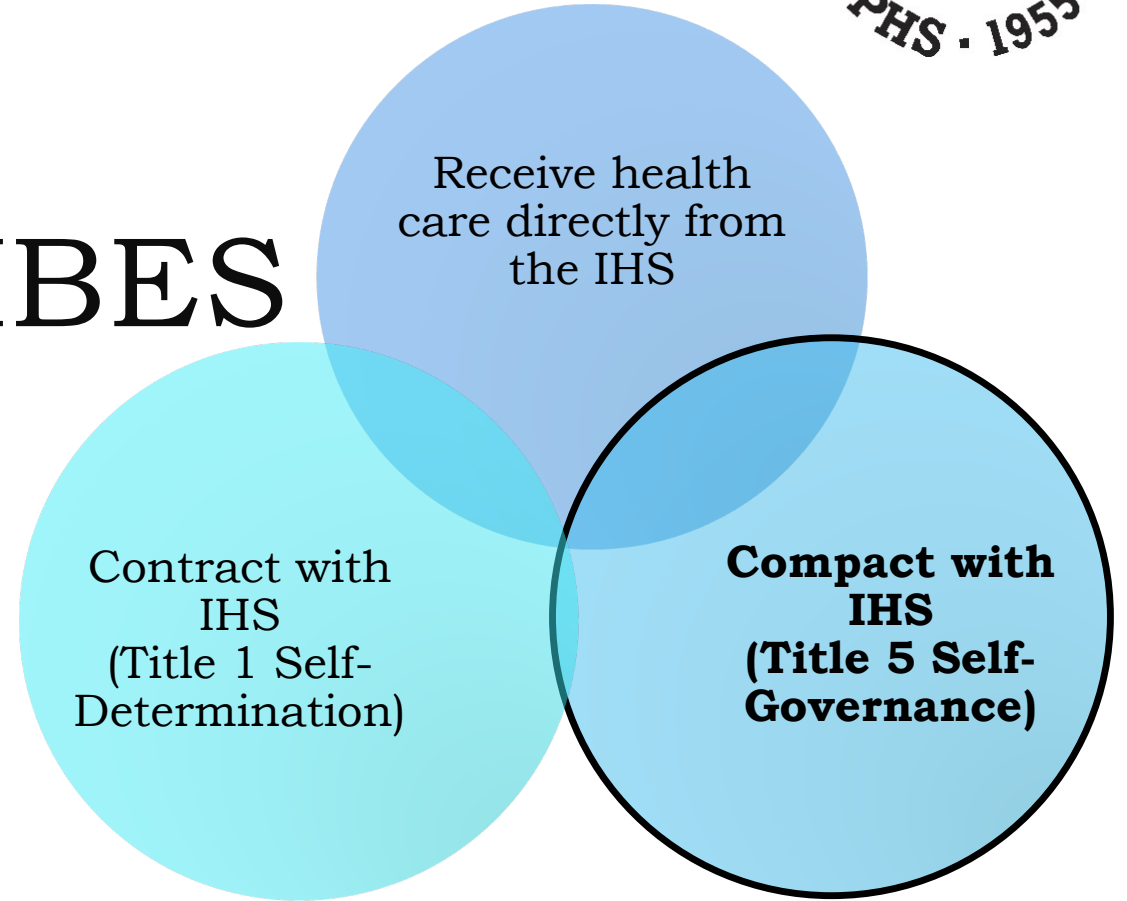 PHS · 1955
Receive health
care directly from
the IHS
IBES
Contract with
IHS
(Title 1 Self-
Determination)
Compact with
IHS
(Title 5 Self-
Governance)